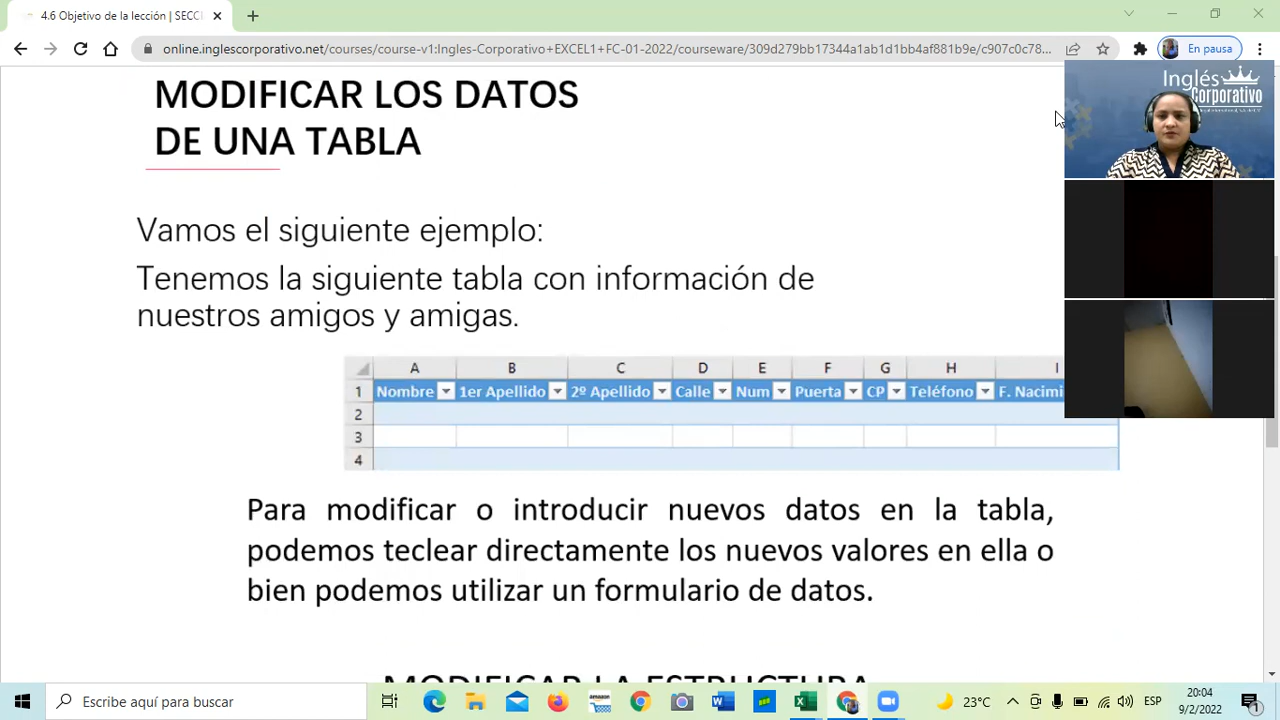 4.6 Objetivo de la lección | SECCI
online.inglescorporativo.net/courses/course-v1:Ingles-Corporativo+EXCEL1+FC-01-2022/courseware/309d279bb17344a1ab1d1bb4af881b9e/c907c0c78...
En pausa
MODIFICAR LOS DATOS
DE UNA TABLA
Inglés
Corporativo
Vamos el siguiente ejemplo:
Tenemos la siguiente tabla con información de
nuestros amigos y amigas.
A B C D E F G H I
1 Nombre 1er Apellido 2º Apellido Calle Num Puerta CP Teléfono F. Nacimi
2
3
4
Para modificar o introducir nuevos datos en la tabla,
podemos teclear directamente los nuevos valores en ella o
bien podemos utilizar un formulario de datos.
MODIFICAR LA ESTRUCTURA
Escribe aquí para buscar
amazon
23°C
ESP
20:04
9/2/2022